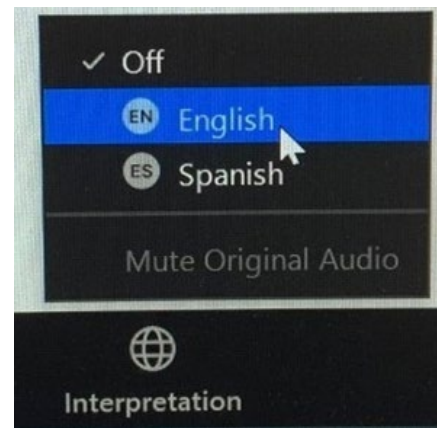 Off
EN English
ES Spanish
Mute Original Audio
Interpretation